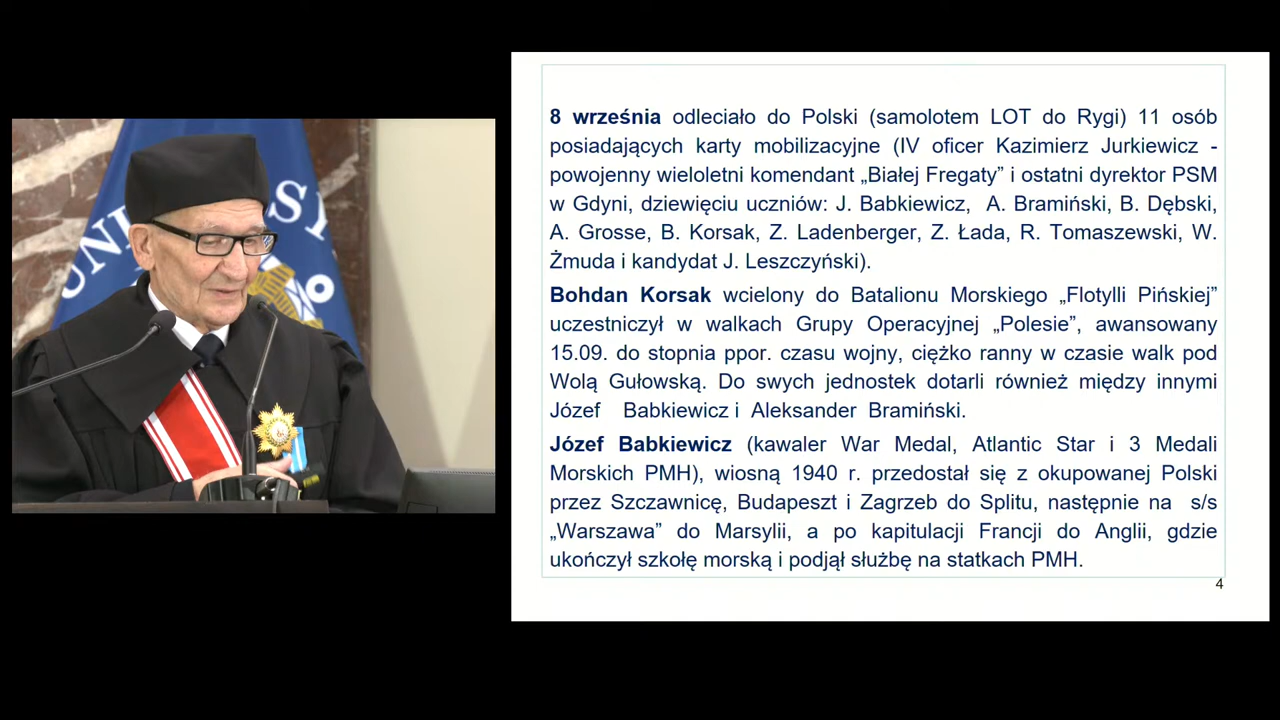 UNI
SY
8 września odleciało do Polski (samolotem LOT do Rygi) 11 osób
posiadających karty mobilizacyjne (IV oficer Kazimierz Jurkiewicz -
powojenny wieloletni komendant „Białej Fregaty” i ostatni dyrektor PSM
w Gdyni, dziewięciu uczniów: J. Babkiewicz, A. Bramiński, B. Dębski,
A. Grosse, B. Korsak, Z. Ladenberger, Z. Łada, R. Tomaszewski, W.
Żmuda i kandydat J. Leszczyński).
Bohdan Korsak wcielony do Batalionu Morskiego „Flotylli Pińskiej”
uczestniczył w walkach Grupy Operacyjnej „Polesie”, awansowany
15.09. do stopnia ppor. czasu wojny, ciężko ranny w czasie walk pod
Wolą Gułowską. Do swych jednostek dotarli również między innymi
Józef Babkiewicz i Aleksander Bramiński.
Józef Babkiewicz (kawaler War Medal, Atlantic Star i 3 Medali
Morskich PMH), wiosną 1940 r. przedostał się z okupowanej Polski
przez Szczawnicę, Budapeszt i Zagrzeb do Splitu, następnie na s/s
„Warszawa” do Marsylii, a po kapitulacji Francji do Anglii, gdzie
ukończył szkołę morską i podjął służbę na statkach PMH.
4